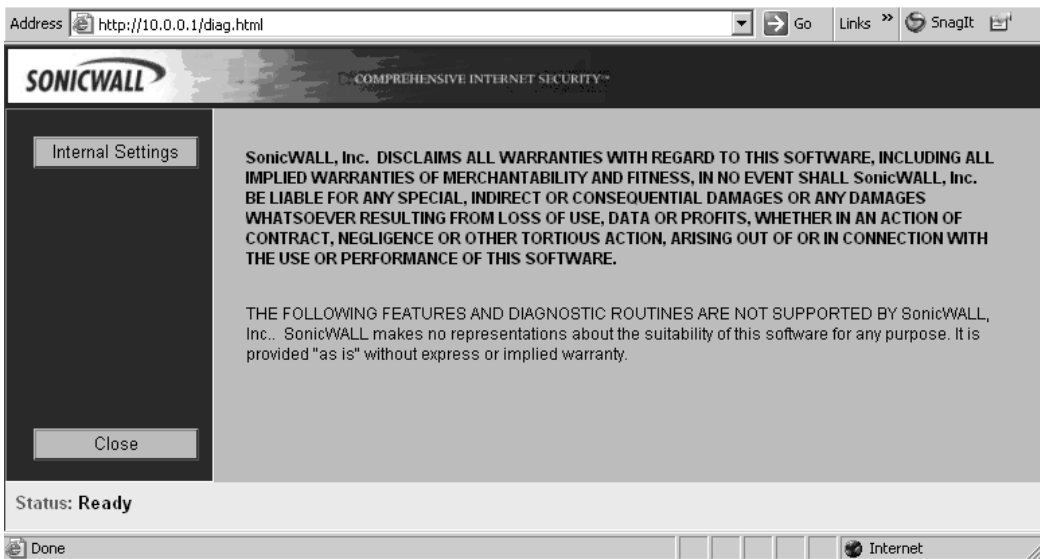 Address http://10.0.0.1/diag.html Go Links » SnagIt
SONICWALL
COMPREHENSIVE INTERNET SECURITY™
Internal Settings
SonicWALL, Inc. DISCLAIMS ALL WARRANTIES WITH REGARD TO THIS SOFTWARE, INCLUDING ALL
IMPLIED WARRANTIES OF MERCHANTABILITY AND FITNESS, IN NO EVENT SHALL SonicWALL, Inc.
BE LIABLE FOR ANY SPECIAL, INDIRECT OR CONSEQUENTIAL DAMAGES OR ANY DAMAGES
WHATSOEVER RESULTING FROM LOSS OF USE, DATA OR PROFITS, WHETHER IN AN ACTION OF
CONTRACT, NEGLIGENCE OR OTHER TORTIOUS ACTION, ARISING OUT OF OR IN CONNECTION WITH
THE USE OR PERFORMANCE OF THIS SOFTWARE.
THE FOLLOWING FEATURES AND DIAGNOSTIC ROUTINES ARE NOT SUPPORTED BY SonicWALL,
Inc.. SonicWALL makes no representations about the suitability of this software for any purpose. It is
provided "as is" without express or implied warranty.
Close
Status: Ready
Done Internet